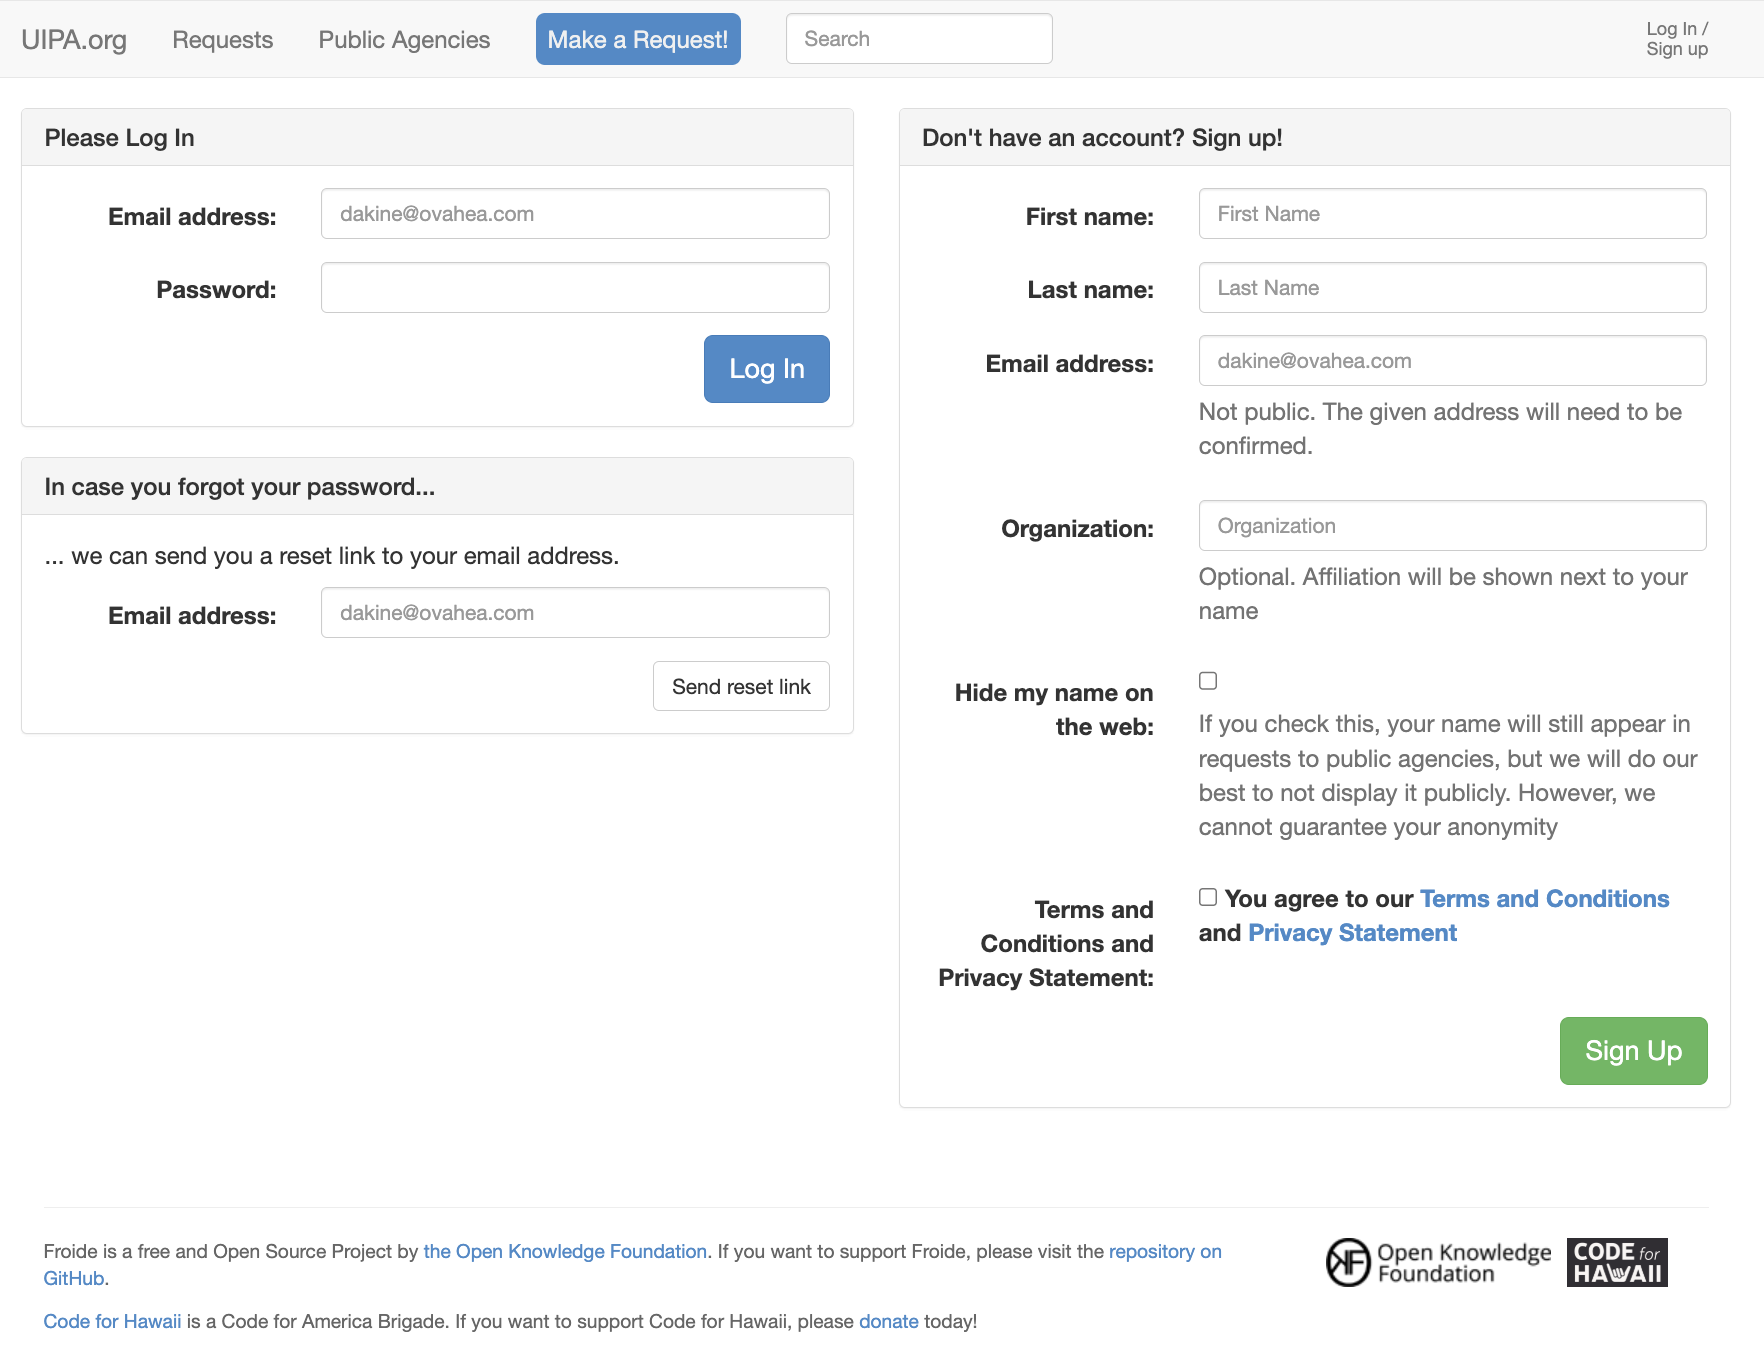 UIPA.org Requests Public Agencies Make a Request! Search Log In /
Sign up
Please Log In
Email address: dakine@ovahea.com
Password:
Log In
In case you forgot your password...
... we can send you a reset link to your email address.
Email address: dakine@ovahea.com
Send reset link
Don't have an account? Sign up!
First name: First Name
Last name: Last Name
Email address: dakine@ovahea.com
Not public. The given address will need to be
confirmed.
Organization: Organization
Optional. Affiliation will be shown next to your
name
Hide my name on
the web:
If you check this, your name will still appear in
requests to public agencies, but we will do our
best to not display it publicly. However, we
cannot guarantee your anonymity
Terms and
Conditions and
Privacy Statement:
You agree to our Terms and Conditions
and Privacy Statement
Sign Up
Froide is a free and Open Source Project by the Open Knowledge Foundation. If you want to support Froide, please visit the repository on
GitHub.
Code for Hawaii is a Code for America Brigade. If you want to support Code for Hawaii, please donate today!
Open Knowledge
Foundation
CODE for
HAWAII